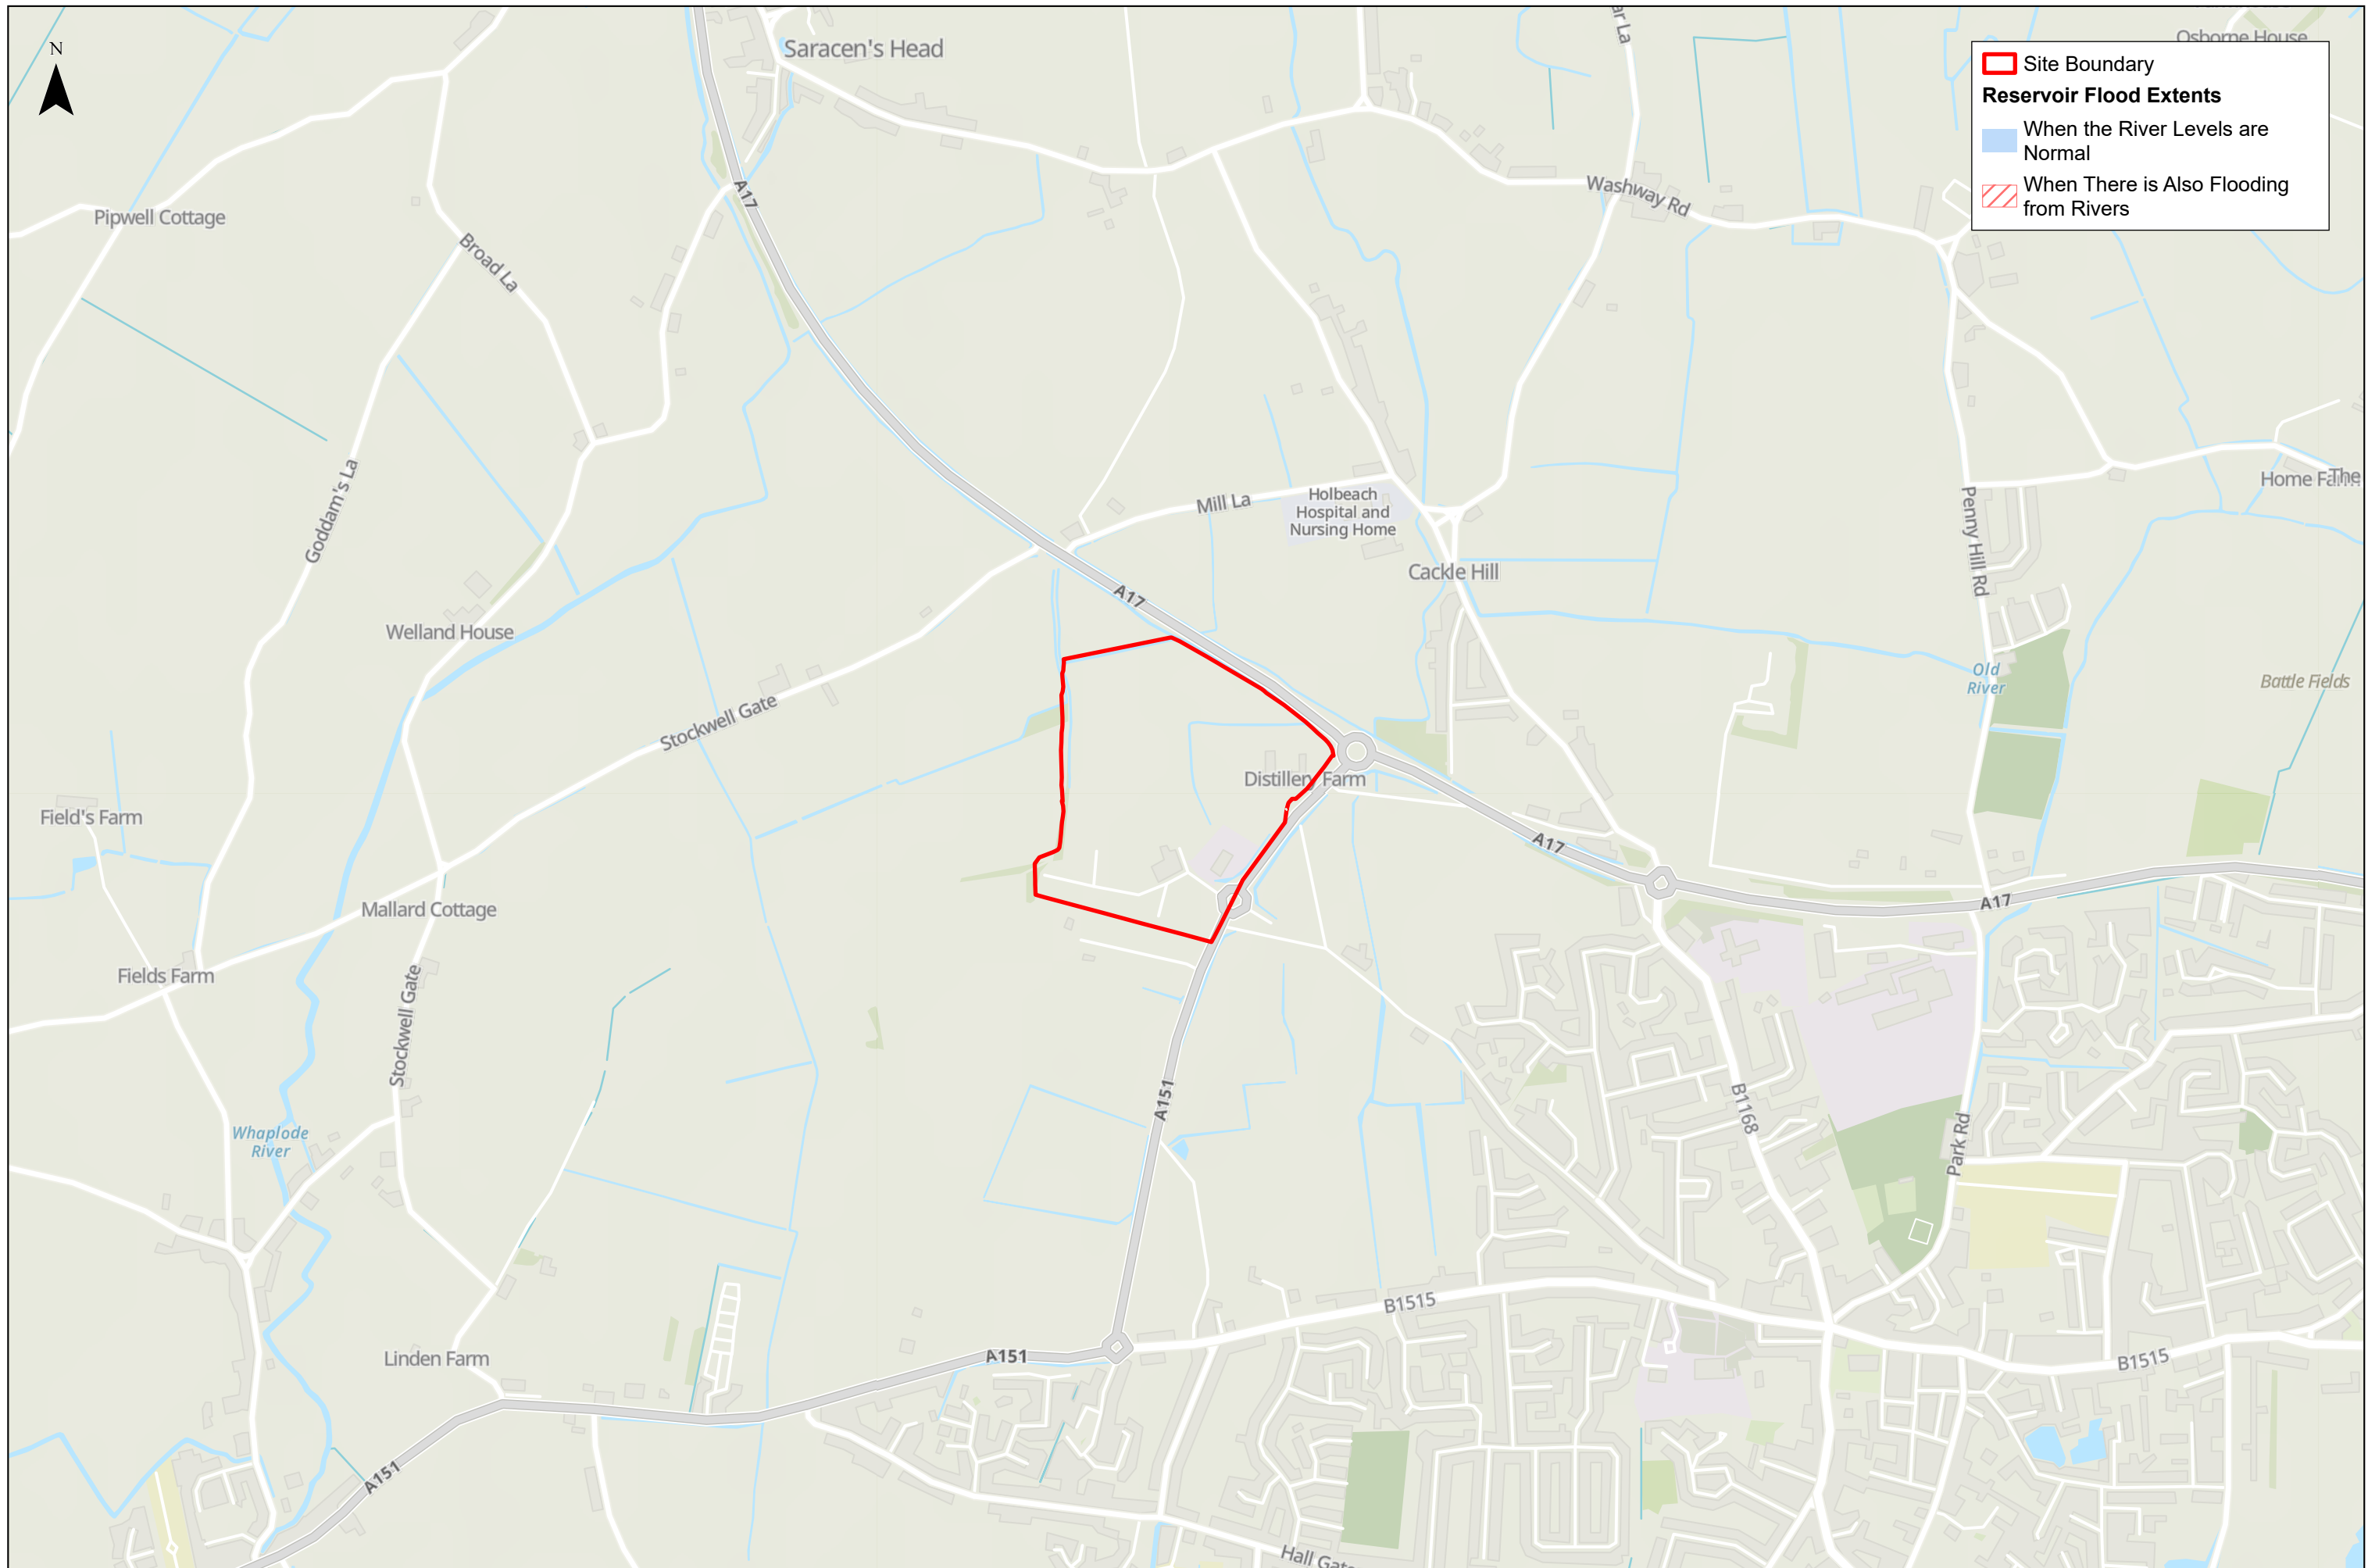 N
Saracen's Head
Osborne House
Site Boundary
Reservoir Flood Extents
When the River Levels are
Normal
When There is Also Flooding
from Rivers
A17
Washway Rd
Pipwell Cottage
Broad La
Goddam's La
Mill La
Holbeach
Hospital and
Nursing Home
Home Farm
The
Penny Hill Rd
Cackle Hill
A17
Welland House
Old
River
Battle Fields
Stockwell Gate
Distillery Farm
Field's Farm
A17
A17
Mallard Cottage
Fields Farm
Stockwell Gate
A151
B1168
Whaplode
River
Park Rd
B1515
A151
Linden Farm
B1515
A151
Hall Gate